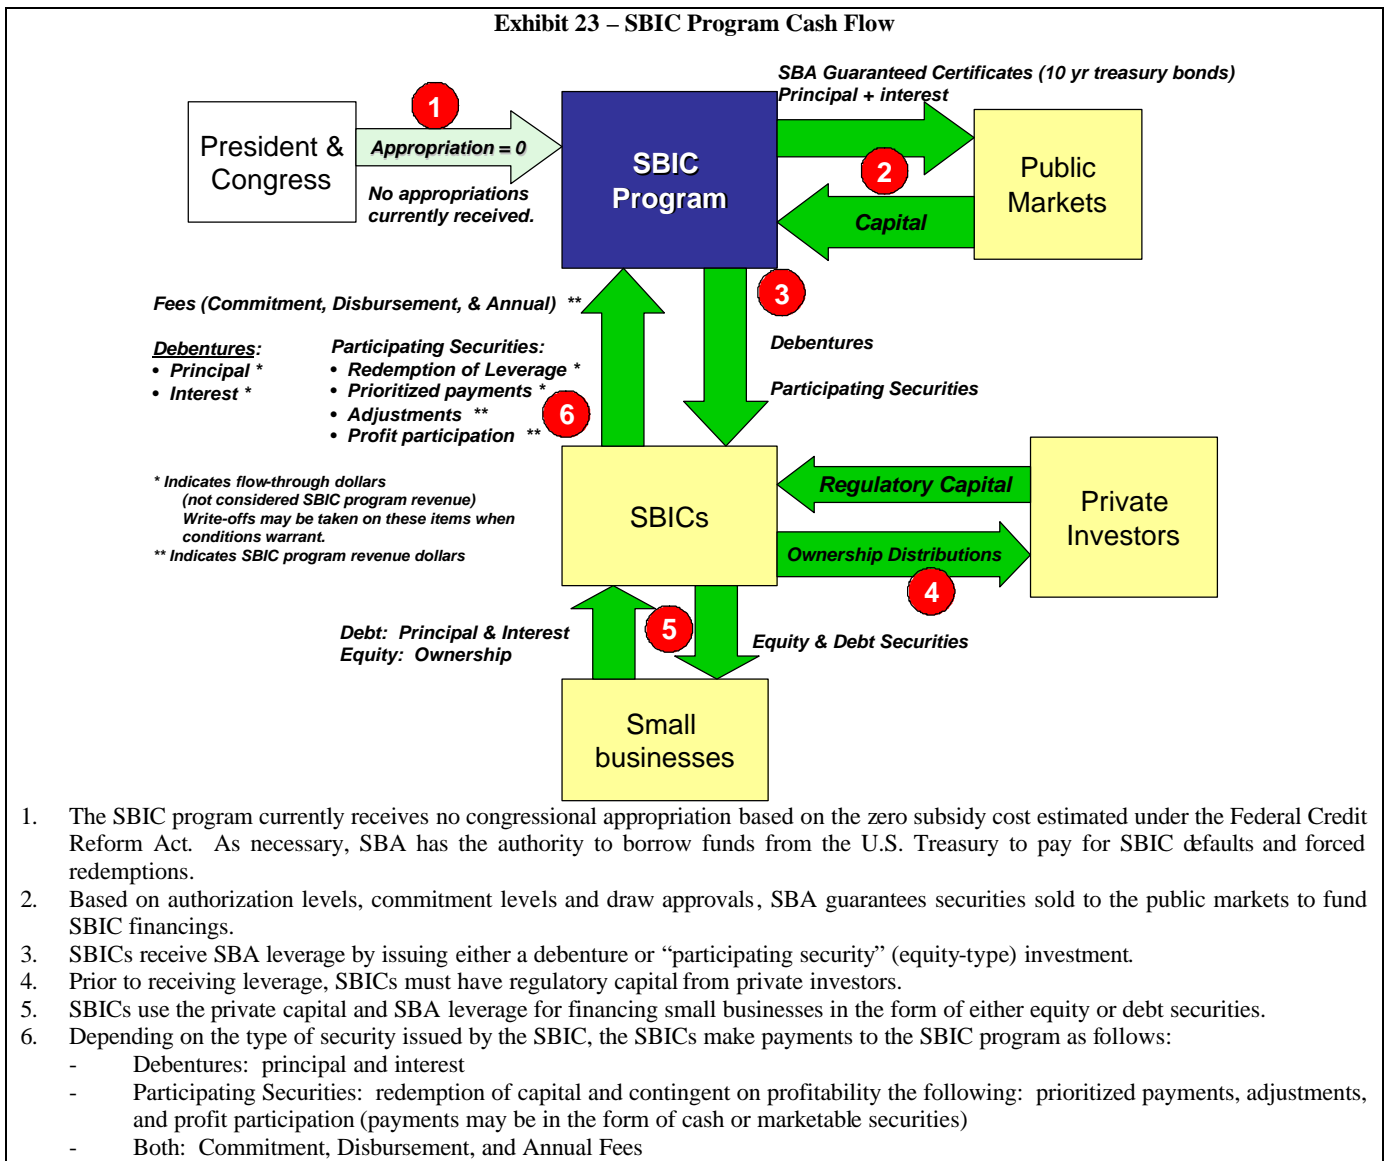 Exhibit 23 – SBIC Program Cash Flow
SBA Guaranteed Certificates (10 yr treasury bonds)
Principal + interest
1
President &
Congress
Appropriation = 0
No appropriations
currently received.
SBIC
Program
2
Public
Markets
Capital
3
Fees (Commitment, Disbursement, & Annual) **
Debentures:
• Principal *
• Interest *
Participating Securities:
• Redemption of Leverage *
• Prioritized payments *
• Adjustments **
• Profit participation **
6
Debentures
Participating Securities
* Indicates flow-through dollars
(not considered SBIC program revenue)
Write-offs may be taken on these items when
conditions warrant.
** Indicates SBIC program revenue dollars
SBICs
Regulatory Capital
Ownership Distributions
4
Private
Investors
Debt: Principal & Interest
Equity: Ownership
5
Equity & Debt Securities
Small
businesses
1. The SBIC program currently receives no congressional appropriation based on the zero subsidy cost estimated under the Federal Credit
Reform Act. As necessary, SBA has the authority to borrow funds from the U.S. Treasury to pay for SBIC defaults and forced
redemptions.
2. Based on authorization levels, commitment levels and draw approvals, SBA guarantees securities sold to the public markets to fund
SBIC financings.
3. SBICs receive SBA leverage by issuing either a debenture or “participating security” (equity-type) investment.
4. Prior to receiving leverage, SBICs must have regulatory capital from private investors.
5. SBICs use the private capital and SBA leverage for financing small businesses in the form of either equity or debt securities.
6. Depending on the type of security issued by the SBIC, the SBICs make payments to the SBIC program as follows:
- Debentures: principal and interest
- Participating Securities: redemption of capital and contingent on profitability the following: prioritized payments, adjustments,
and profit participation (payments may be in the form of cash or marketable securities)
- Both: Commitment, Disbursement, and Annual Fees